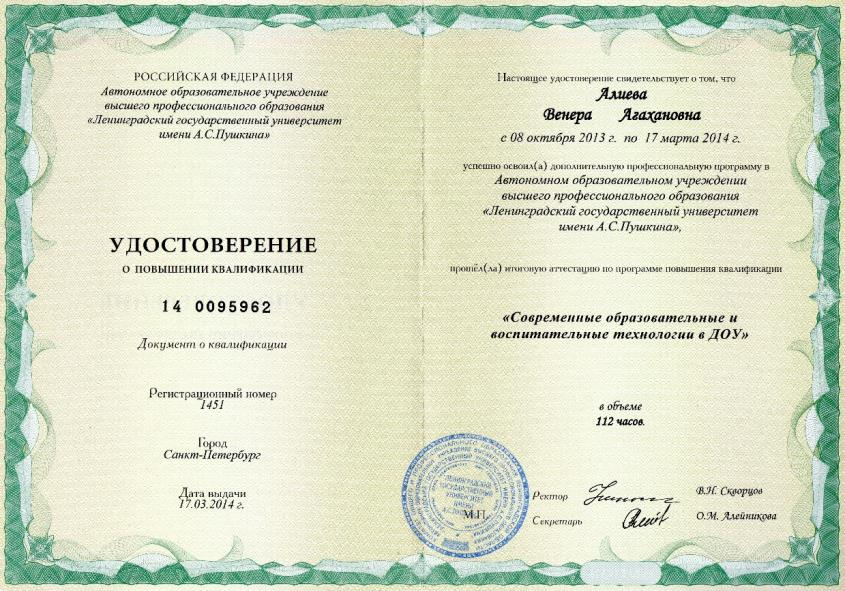 РОССИЙСКАЯ ФЕДЕРАЦИЯ
Автономное образовательное учреждение
высшего профессионального образования
«Ленинградский государственный университет
имени А.С.Пушкина»
УДОСТОВЕРЕНИЕ
О ПОВЫШЕНИИ КВАЛИФИКАЦИИ
14 0095962
Документ о квалификации
Регистрационный номер
1451
Город
Санкт-Петербург
Дата выдачи
17.03.2014 г.
Настоящее удостоверение свидетельствует о том, что
Алиева
Венера Агахановна
с 08 октября 2013 г. по 17 марта 2014 г.
успешно освоил(а) дополнительную профессиональную программу в
Автономном образовательном учреждении
высшего профессионального образования
«Ленинградский государственный университет
имени А.С.Пушкина»,
прошёл(ла) итоговую аттестацию по программе повышения квалификации
«Современные образовательные и
воспитательные технологии в ДОУ»
в объеме
112 часов.
ЛЕНИНГРАДСКИЙ
ГОСУДАРСТВЕННЫЙ
УНИВЕРСИТЕТ
ИМЕНИ
М.П.
Ректор В.Н. Скворцов
Секретарь О.М. Алейникова